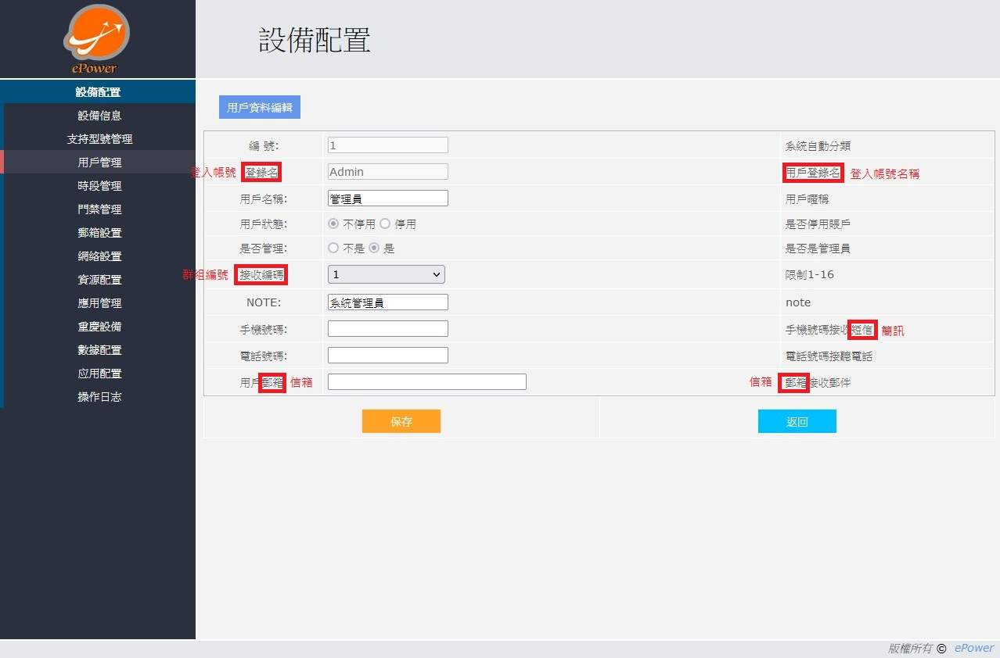 ePower
設備配置
設備配置
設備信息
支持型號管理
用戶管理
時段管理
門禁管理
郵箱設置
網絡設置
資源配置
應用管理
重慶設備
數據配置
应用配置
操作日志
用戶資料編輯
編 號: 1 系統自動分類
登入帳號 登錄名 Admin 用戶登錄名 登入帳號名稱
用戶名稱: 管理員 用戶暱稱
用戶狀態: 不停用 停用 是否停用賬戶
是否管理: 不是 是 是否是管理員
群組編號 接收编碼 1 限制1-16
NOTE: 系統管理員 note
手機號碼: 手機號碼接收短信 簡訊
電話號碼: 電話號碼接聽電話
用戶郵箱 信箱 信箱 郵箱接收郵件
保存 返回
版權所有 © ePower